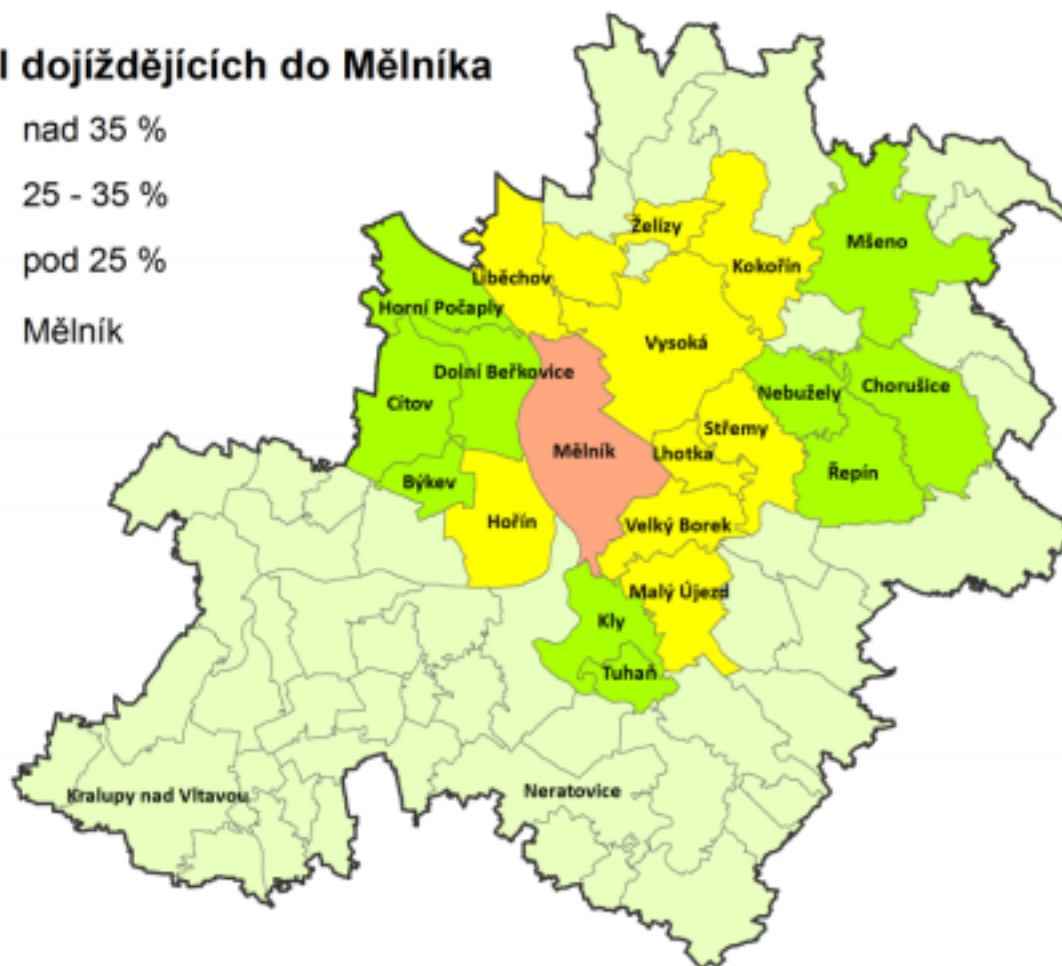 l dojíždějících do Mělníka
nad 35 %
25 - 35 %
pod 25 %
Mělník
Želízy
Mšeno
Kokořín
Liběchov
Horní Počaply
Vysoká
Dolní Beřkovice
Nebužely
Chorušice
Cítov
Střemy
Mělník
Lhotka
Řepín
Býkev
Hořín
Velký Borek
Malý Újezd
Kly
Tuhaň
Kralupy nad Vltavou
Neratovice